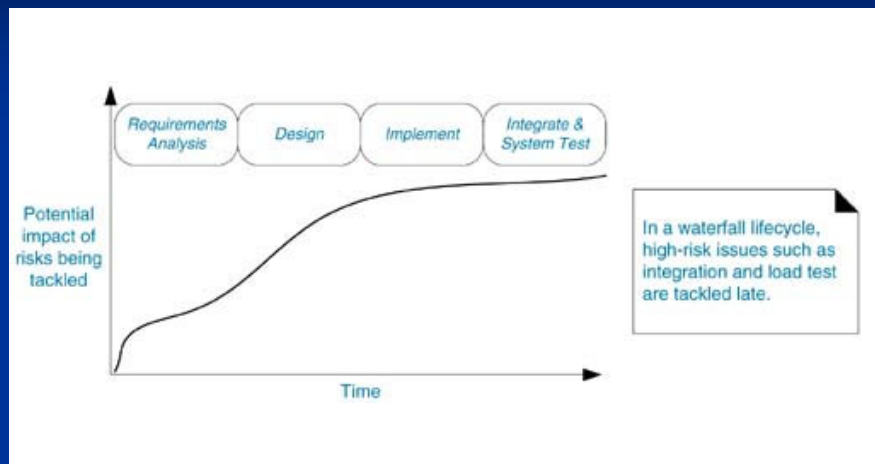 Requirements
Analysis
Design
Implement
Integrate &
System Test
Potential
impact of
risks being
tackled
In a waterfall lifecycle,
high-risk issues such as
integration and load test
are tackled late.
Time